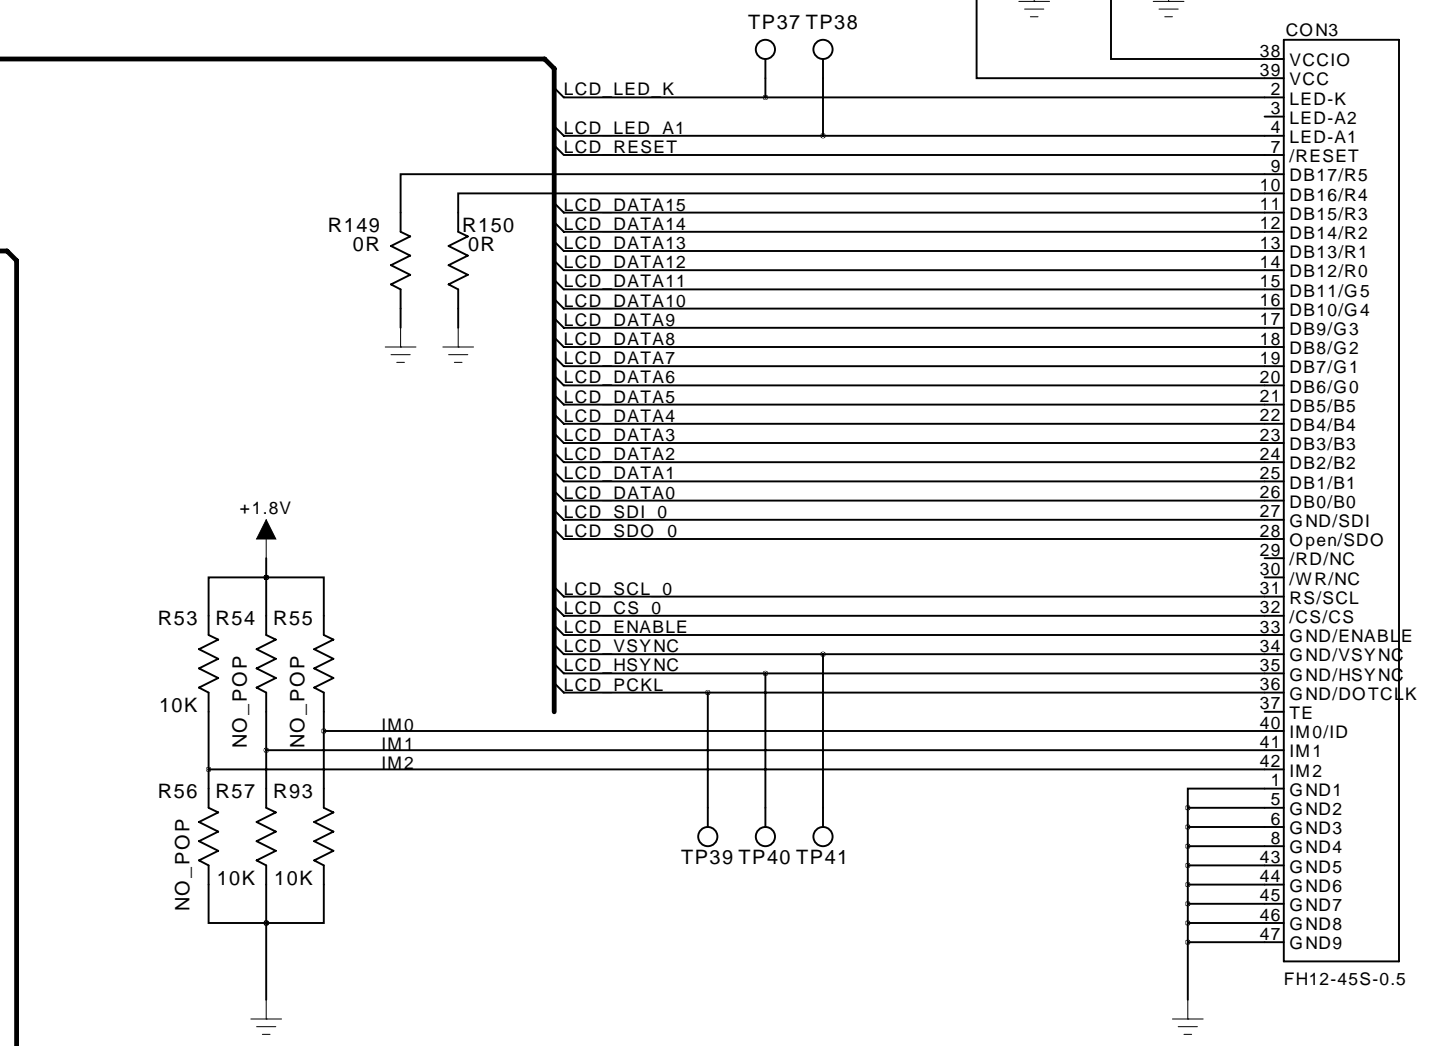 TP37 TP38
CON3
38 VCCIO
39 VCC
LCD_LED_K 2 LED-K
3 LED-A2
LCD_LED_A1 4 LED-A1
LCD_RESET 7 /RESET
9 DB17/R5
10 DB16/R4
LCD_DATA15 11 DB15/R3
LCD_DATA14 12 DB14/R2
LCD_DATA13 13 DB13/R1
LCD_DATA12 14 DB12/R0
LCD_DATA11 15 DB11/G5
LCD_DATA10 16 DB10/G4
LCD_DATA9 17 DB9/G3
LCD_DATA8 18 DB8/G2
LCD_DATA7 19 DB7/G1
LCD_DATA6 20 DB6/G0
LCD_DATA5 21 DB5/B5
LCD_DATA4 22 DB4/B4
LCD_DATA3 23 DB3/B3
LCD_DATA2 24 DB2/B2
LCD_DATA1 25 DB1/B1
LCD_DATA0 26 DB0/B0
LCD_SDI_0 27 GND/SDI
LCD_SDO_0 28 Open/SDO
29 /RD/NC
30 /WR/NC
LCD_SCL_0 31 RS/SCL
LCD_CS_0 32 /CS/CS
LCD_ENABLE 33 GND/ENABLE
LCD_VSYNC 34 GND/VSYNC
LCD_HSYNC 35 GND/HSYNC
LCD_PCKL 36 GND/DOTCLK
37 TE
IM0 40 IM0/ID
IM1 41 IM1
IM2 42 IM2
1 GND1
5 GND2
6 GND3
8 GND4
43 GND5
44 GND6
45 GND7
46 GND8
47 GND9
FH12-45S-0.5
R149 R150
0R 0R
+1.8V
R53 R54 R55
10K NO_POP NO_POP
R56 R57 R93
NO_POP 10K 10K
TP39 TP40 TP41